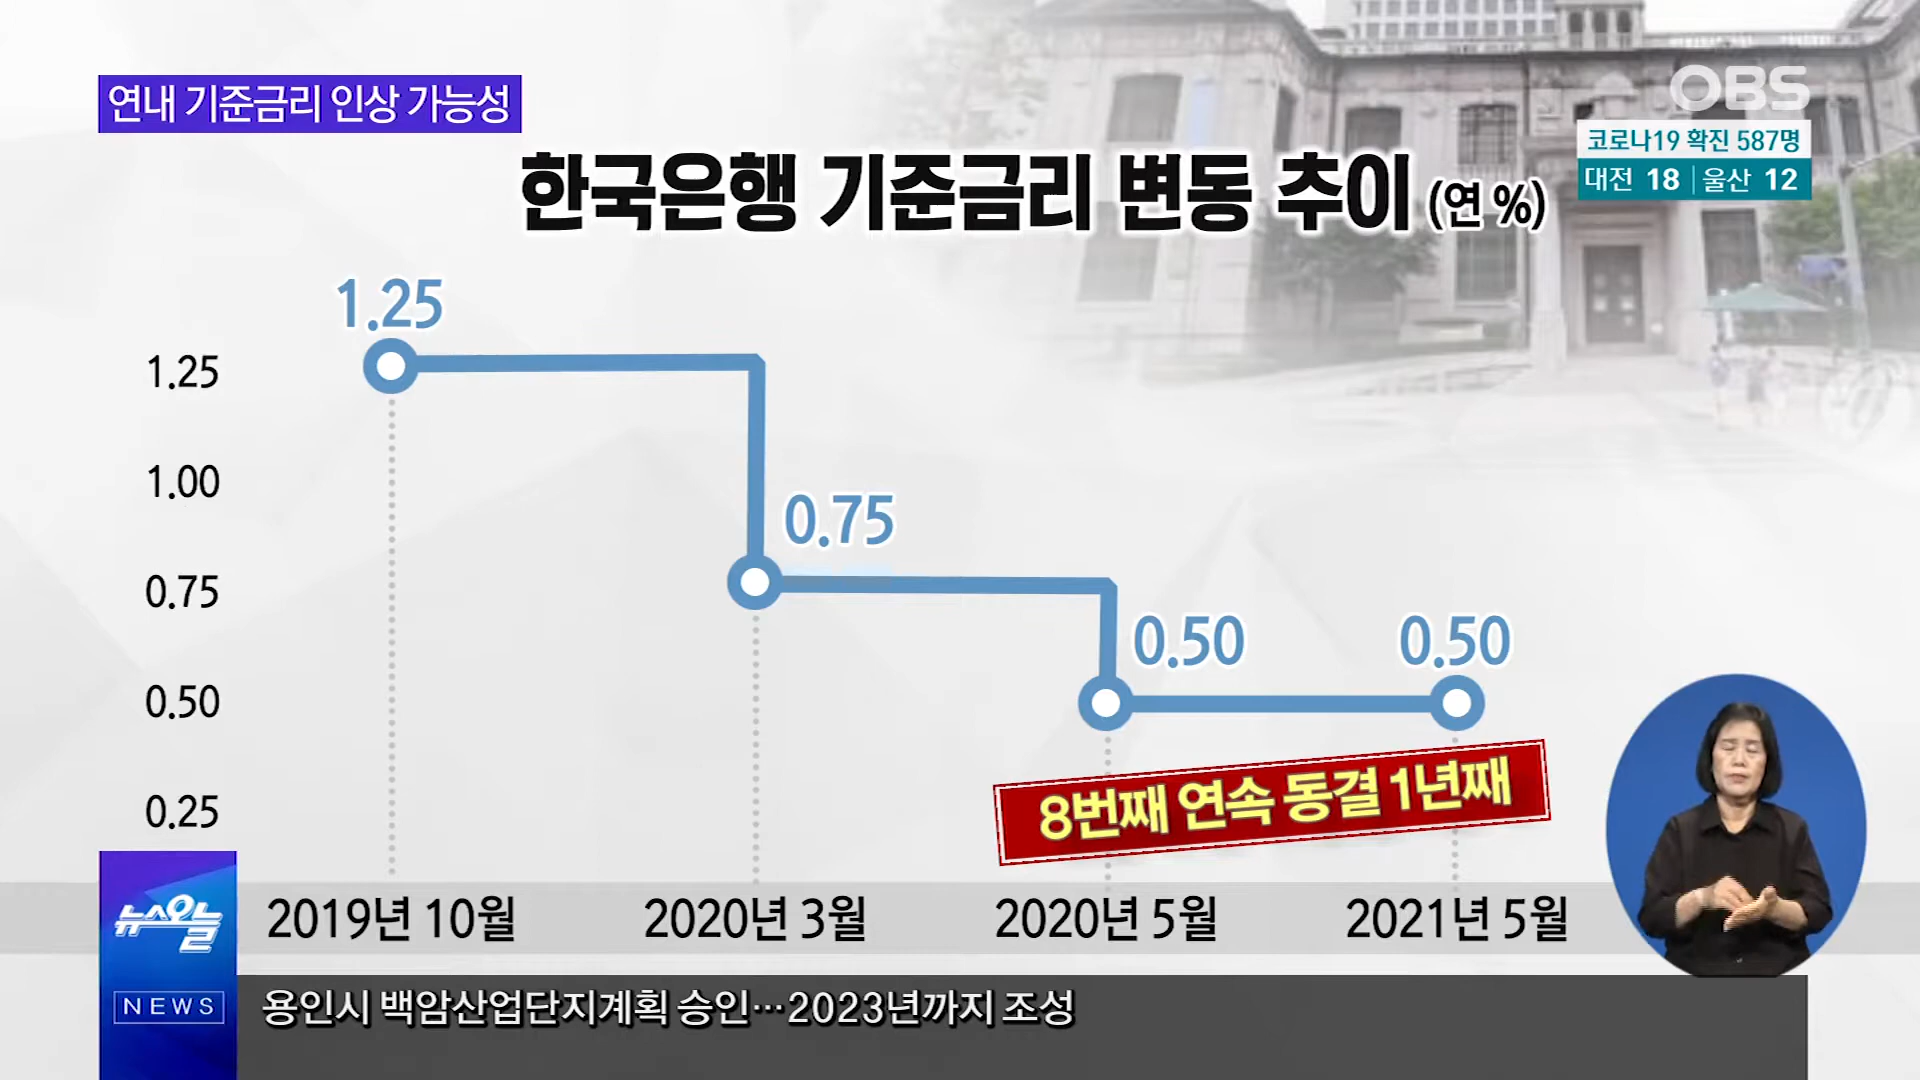 연내 기준금리 인상 가능성
OBS
코로나19 확진 587명
대전 18 울산 12
한국은행 기준금리 변동 추이 (연 %)
1.25
1.25
1.00
0.75
0.75
0.50
0.50
0.50
0.25
8번째 연속 동결 1년째
2019년 10월
2020년 3월
2020년 5월
2021년 5월
뉴스오늘
NEWS
용인시 백암산업단지계획 승인…2023년까지 조성